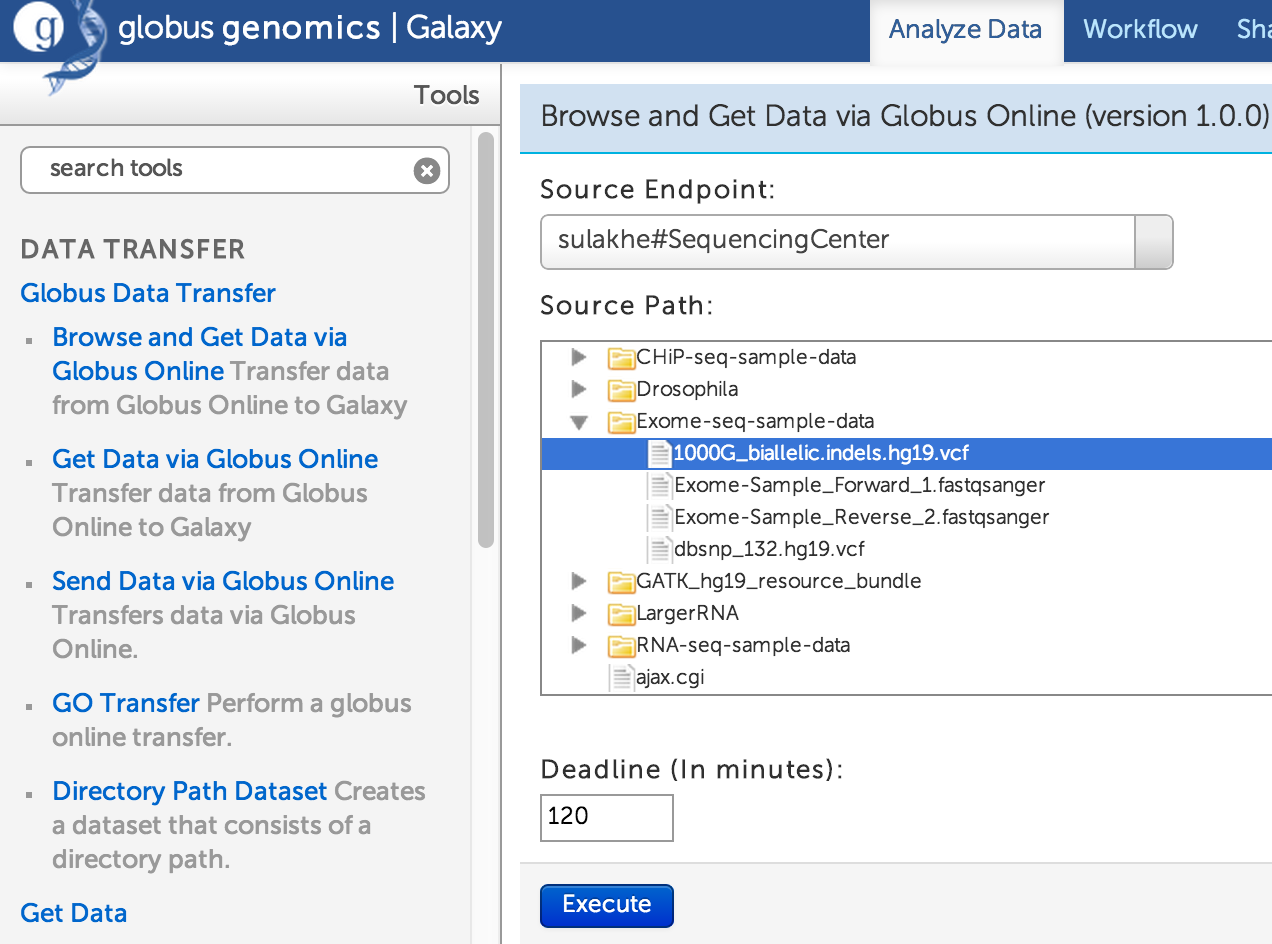 g globus genomics | Galaxy
Analyze Data
Workflow
Tools
Browse and Get Data via Globus Online (version 1.0.0)
search tools
DATA TRANSFER
Globus Data Transfer
Browse and Get Data via
Globus Online Transfer data
from Globus Online to Galaxy
Get Data via Globus Online
Transfer data from Globus
Online to Galaxy
Send Data via Globus Online
Transfers data via Globus
Online.
GO Transfer Perform a globus
online transfer.
Directory Path Dataset Creates
a dataset that consists of a
directory path.
Get Data
Source Endpoint:
sulakhe#SequencingCenter
Source Path:
CHiP-seq-sample-data
Drosophila
Exome-seq-sample-data
1000G_biallelic.indels.hg19.vcf
Exome-Sample_Forward_1.fastqsanger
Exome-Sample_Reverse_2.fastqsanger
dbsnp_132.hg19.vcf
GATK_hg19_resource_bundle
LargerRNA
RNA-seq-sample-data
ajax.cgi
Deadline (In minutes):
120
Execute